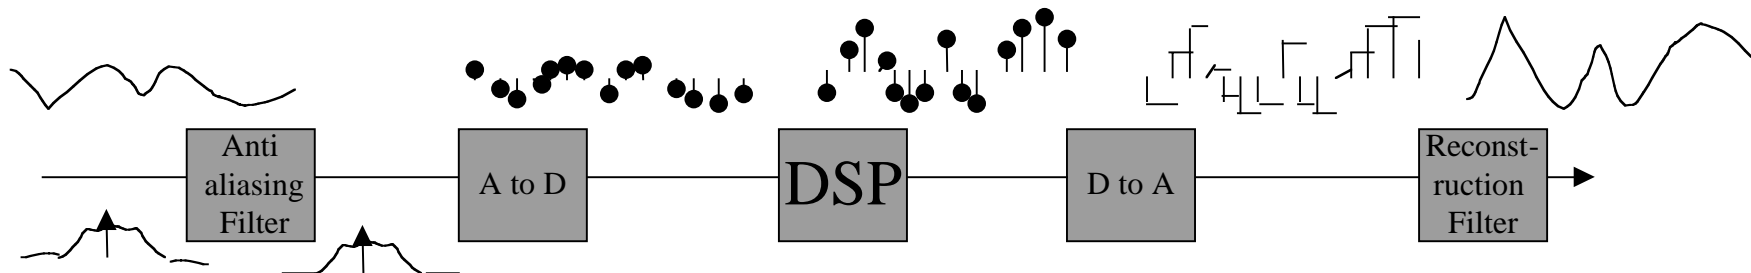 Anti
aliasing
Filter
A to D
DSP
D to A
Reconst-
ruction
Filter